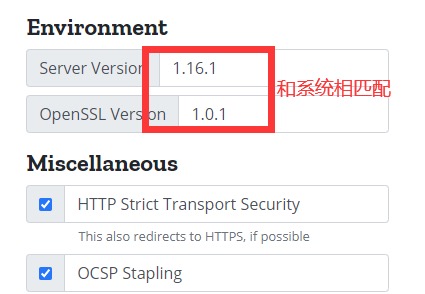 Environment
Server Version 1.16.1
和系统相匹配
OpenSSL Version 1.0.1
Miscellaneous
HTTP Strict Transport Security
This also redirects to HTTPS, if possible
OCSP Stapling